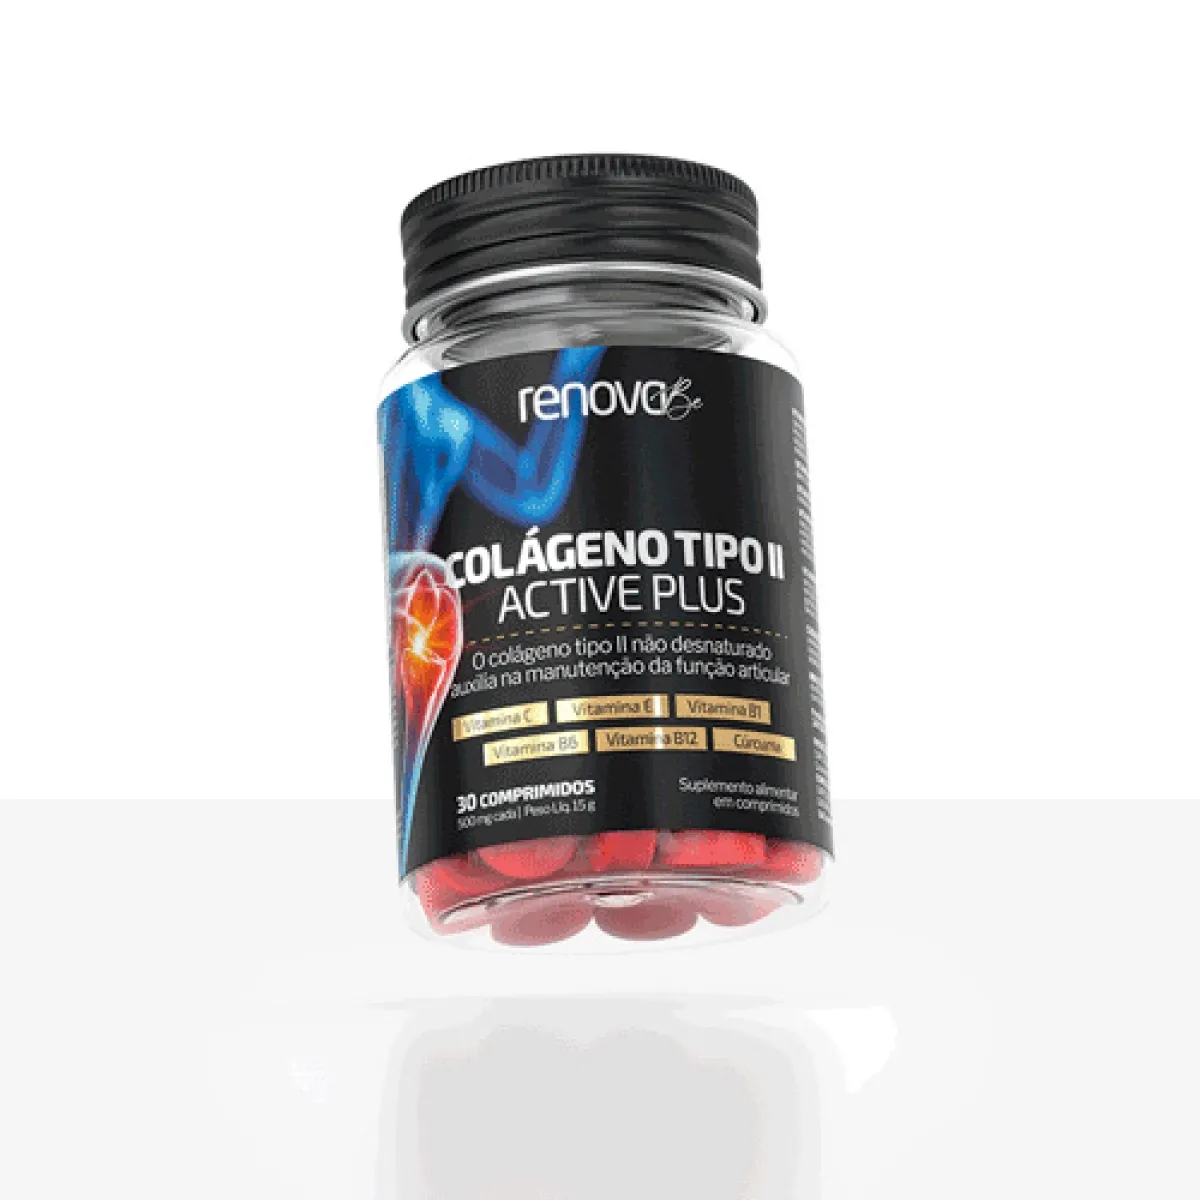 renova Be
COLÁGENO TIPO II
ACTIVE PLUS
O colágeno tipo II não desnaturado
auxilia na manutenção da função articular
Vitamina C Vitamina E Vitamina B1
Vitamina B6 Vitamina B12 Cúrcuma
30 COMPRIMIDOS
500 mg cada | Peso Líq. 15 g
Suplemento alimentar
em comprimidos